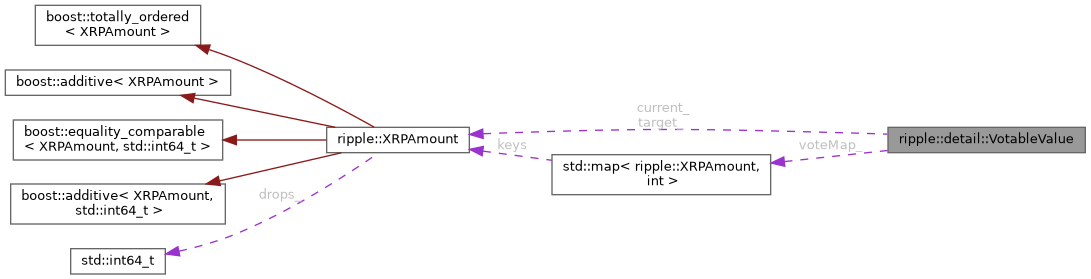 boost::totally_ordered
< XRPAmount >
boost::additive< XRPAmount >
boost::equality_comparable
< XRPAmount, std::int64_t >
boost::additive< XRPAmount,
std::int64_t >
std::int64_t
ripple::XRPAmount
drops_
keys
current_
target_
std::map< ripple::XRPAmount,
int >
voteMap_
ripple::detail::VotableValue